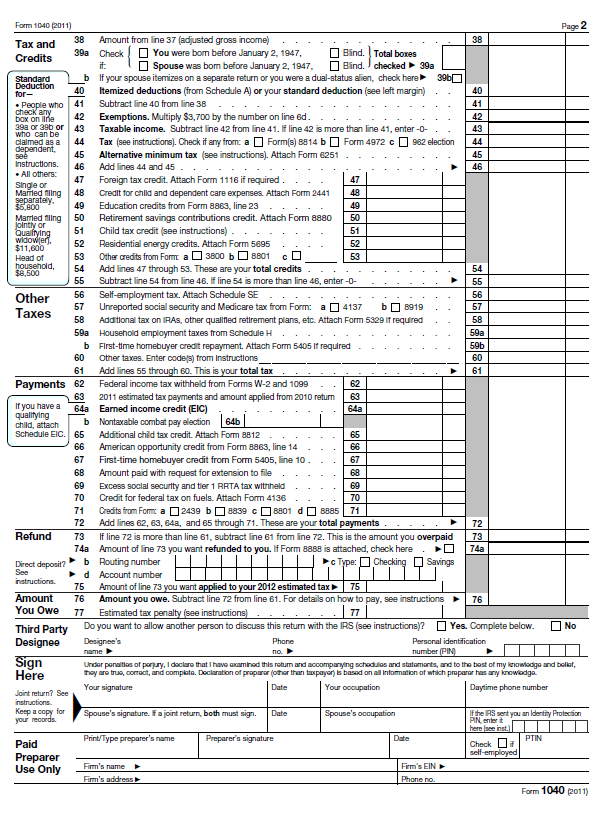 Form 1040 (2011) Page 2
Tax and Credits
38 Amount from line 37 (adjusted gross income) 38
39a Check if: { You were born before January 2, 1947, Blind. } Total boxes
Spouse was born before January 2, 1947, Blind. checked ▶ 39a
b If your spouse itemizes on a separate return or you were a dual-status alien, check here ▶ 39b
Standard
Deduction
for—
• People who
check any
box on line
39a or 39b or
who can be
claimed as a
dependent,
see
instructions.
• All others:
Single or
Married filing
separately,
$5,800
Married filing
jointly or
Qualifying
widow(er),
$11,600
Head of
household,
$8,500
40 Itemized deductions (from Schedule A) or your standard deduction (see left margin) 40
41 Subtract line 40 from line 38 41
42 Exemptions. Multiply $3,700 by the number on line 6d 42
43 Taxable income. Subtract line 42 from line 41. If line 42 is more than line 41, enter -0- 43
44 Tax (see instructions). Check if any from: a Form(s) 8814 b Form 4972 c 962 election 44
45 Alternative minimum tax (see instructions). Attach Form 6251 45
46 Add lines 44 and 45 ▶ 46
47 Foreign tax credit. Attach Form 1116 if required 47
48 Credit for child and dependent care expenses. Attach Form 2441 48
49 Education credits from Form 8863, line 23 49
50 Retirement savings contributions credit. Attach Form 8880 50
51 Child tax credit (see instructions) 51
52 Residential energy credits. Attach Form 5695 52
53 Other credits from Form: a 3800 b 8801 c 53
54 Add lines 47 through 53. These are your total credits 54
55 Subtract line 54 from line 46. If line 54 is more than line 46, enter -0- ▶ 55
Other Taxes
56 Self-employment tax. Attach Schedule SE 56
57 Unreported social security and Medicare tax from Form: a 4137 b 8919 57
58 Additional tax on IRAs, other qualified retirement plans, etc. Attach Form 5329 if required 58
59a Household employment taxes from Schedule H 59a
b First-time homebuyer credit repayment. Attach Form 5405 if required 59b
60 Other taxes. Enter code(s) from instructions 60
61 Add lines 55 through 60. This is your total tax ▶ 61
Payments
62 Federal income tax withheld from Forms W-2 and 1099 62
63 2011 estimated tax payments and amount applied from 2010 return 63
If you have a
qualifying
child, attach
Schedule EIC.
64a Earned income credit (EIC) 64a
b Nontaxable combat pay election 64b
65 Additional child tax credit. Attach Form 8812 65
66 American opportunity credit from Form 8863, line 14 66
67 First-time homebuyer credit from Form 5405, line 10 67
68 Amount paid with request for extension to file 68
69 Excess social security and tier 1 RRTA tax withheld 69
70 Credit for federal tax on fuels. Attach Form 4136 70
71 Credits from Form: a 2439 b 8839 c 8801 d 8885 71
72 Add lines 62, 63, 64a, and 65 through 71. These are your total payments ▶ 72
Refund
73 If line 72 is more than line 61, subtract line 61 from line 72. This is the amount you overpaid 73
74a Amount of line 73 you want refunded to you. If Form 8888 is attached, check here ▶ 74a
Direct deposit?
See
instructions.
▶ b Routing number ▶ c Type: Checking Savings
▶ d Account number
75 Amount of line 73 you want applied to your 2012 estimated tax ▶ 75
Amount You Owe
76 Amount you owe. Subtract line 72 from line 61. For details on how to pay, see instructions ▶ 76
77 Estimated tax penalty (see instructions) 77
Third Party Designee
Do you want to allow another person to discuss this return with the IRS (see instructions)? Yes. Complete below. No
Designee's name ▶ Phone no. ▶ Personal identification number (PIN) ▶
Sign Here
Joint return? See
instructions.
Keep a copy for
your records.
Under penalties of perjury, I declare that I have examined this return and accompanying schedules and statements, and to the best of my knowledge and belief,
they are true, correct, and complete. Declaration of preparer (other than taxpayer) is based on all information of which preparer has any knowledge.
Your signature Date Your occupation Daytime phone number
Spouse's signature. If a joint return, both must sign. Date Spouse's occupation If the IRS sent you an Identity Protection PIN, enter it here (see inst.)
Paid Preparer Use Only
Print/Type preparer's name Preparer's signature Date Check if self-employed PTIN
Firm's name ▶ Firm's EIN ▶
Firm's address ▶ Phone no.
Form 1040 (2011)